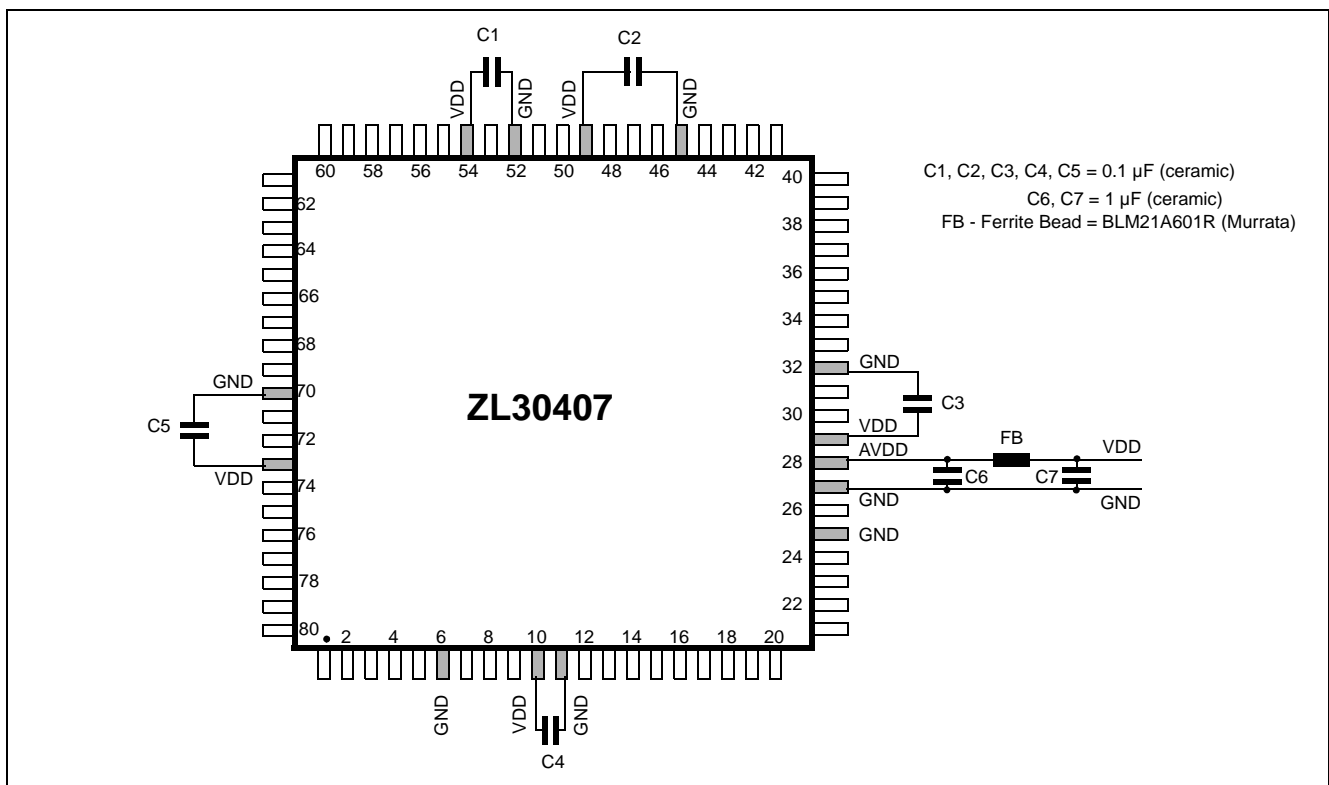 C1
C2
VDD
GND
VDD
GND
60 58 56 54 52 50 48 46 44 42
C1, C2, C3, C4, C5 = 0.1 µF (ceramic)
C6, C7 = 1 µF (ceramic)
FB - Ferrite Bead = BLM21A601R (Murrata)
40
62
38
64
36
66
34
68
32
GND
GND
70
C3
C5
ZL30407
30
VDD
72
AVDD
FB
VDD
28
VDD
C6
C7
74
GND
GND
26
76
GND
24
78
22
80
2 4 6 8 10 12 14 16 18 20
GND
VDD
GND
C4